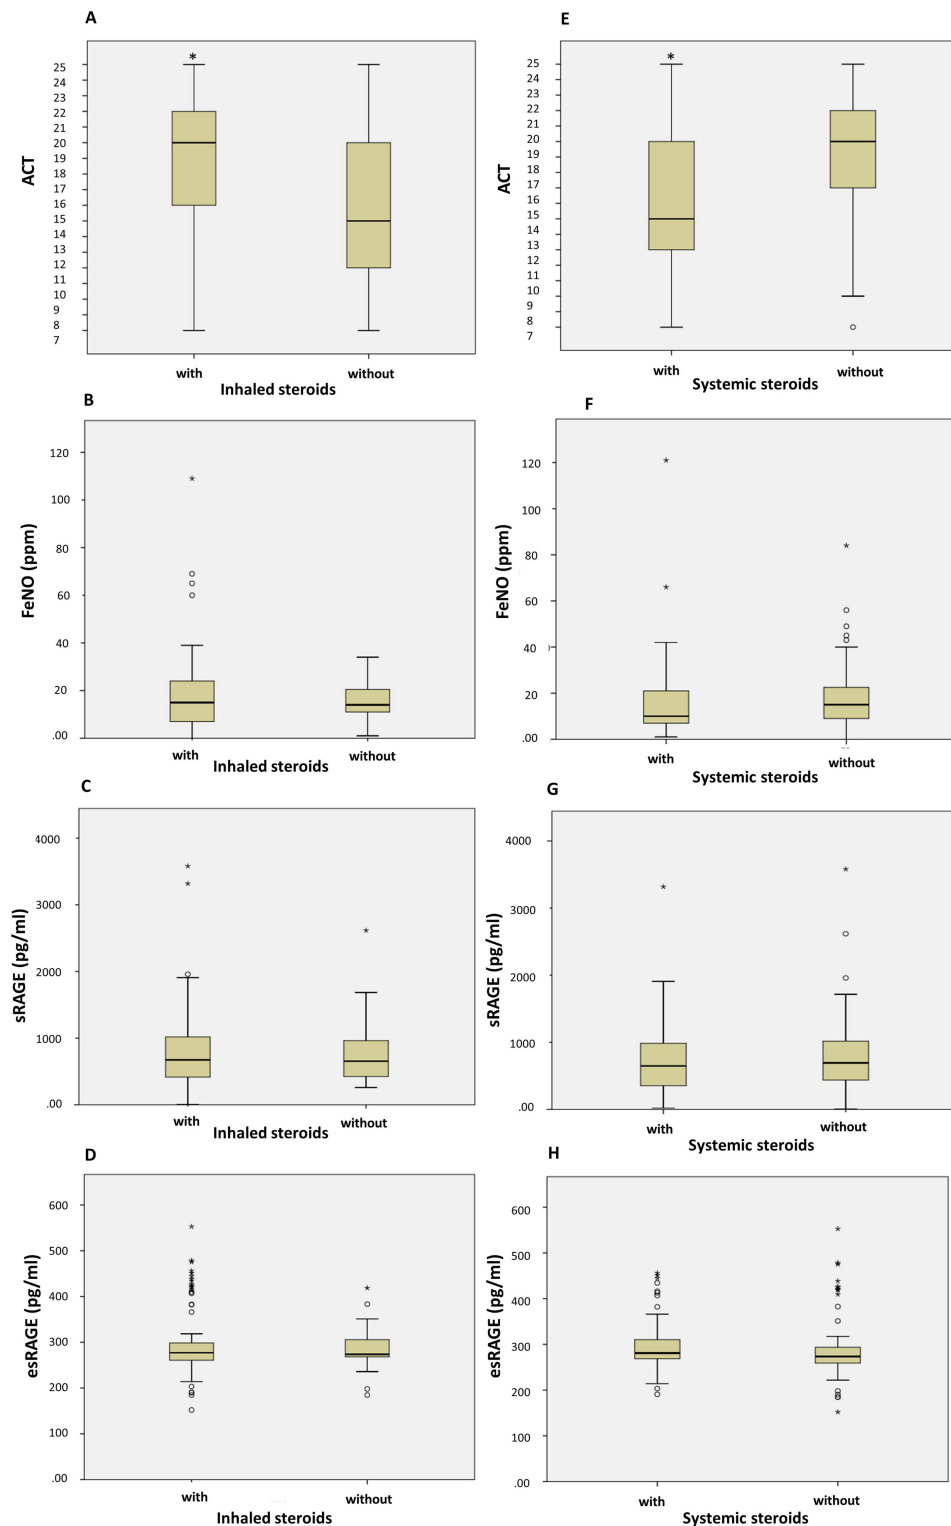 A
25
24
23
22
21
20
19
18
17
16
15
14
13
12
11
10
9
8
7
ACT
*
with
without
Inhaled steroids
E
25
24
23
22
21
20
19
18
17
16
15
14
13
12
11
10
9
8
7
ACT
*
with
without
Systemic steroids
B
120
100
80
60
40
20
.00
FeNO (ppm)
with
without
Inhaled steroids
F
120
100
80
60
40
20
.00
FeNO (ppm)
with
without
Systemic steroids
C
4000
3000
2000
1000
.00
sRAGE (pg/ml)
with
without
Inhaled steroids
G
4000
3000
2000
1000
.00
sRAGE (pg/ml)
with
without
Systemic steroids
D
600
500
400
300
200
100
.00
esRAGE (pg/ml)
with
without
Inhaled steroids
H
600
500
400
300
200
100
.00
esRAGE (pg/ml)
with
without
Systemic steroids